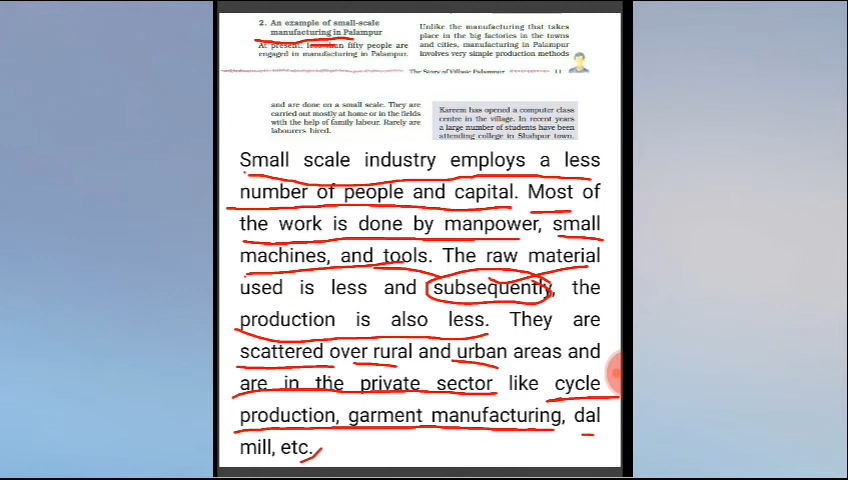 2. An example of small-scale
manufacturing in Palampur
At present, less than fifty people are
engaged in manufacturing in Palampur.
Unlike the manufacturing that takes
place in the big factories in the towns
and cities, manufacturing in Palampur
involves very simple production methods
The Story of Village Palampur
11
and are done on a small scale. They are
carried out mostly at home or in the fields
with the help of family labour. Rarely are
labourers hired.
Kareem has opened a computer class
centre in the village. In recent years
a large number of students have been
attending college in Shahpur town.
Small scale industry employs a less
number of people and capital. Most of
the work is done by manpower, small
machines, and tools. The raw material
used is less and subsequently, the
production is also less. They are
scattered over rural and urban areas and
are in the private sector like cycle
production, garment manufacturing, dal
mill, etc.